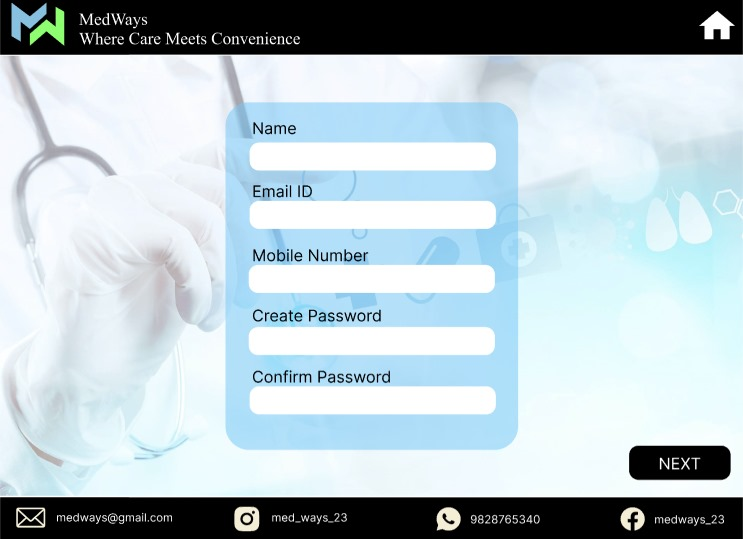 MedWays
Where Care Meets Convenience
Name
Email ID
Mobile Number
Create Password
Confirm Password
NEXT
medways@gmail.com
med_ways_23
9828765340
medways_23